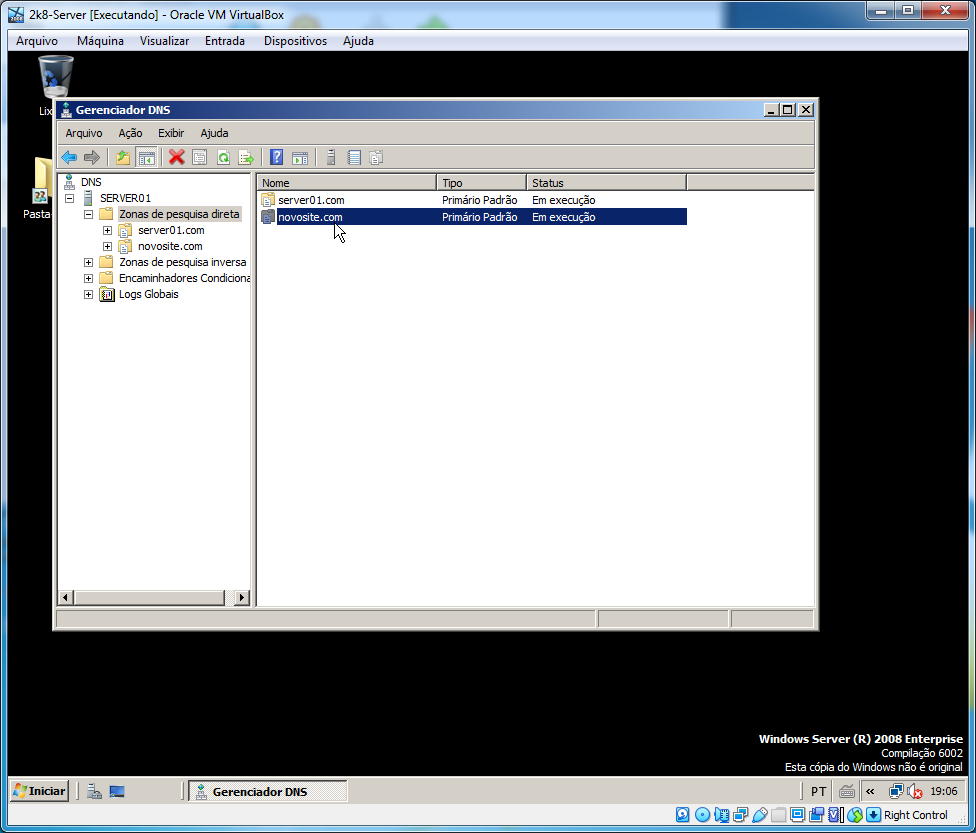 2k8-Server [Executando] - Oracle VM VirtualBox
Arquivo Máquina Visualizar Entrada Dispositivos Ajuda
Gerenciador DNS
Arquivo Ação Exibir Ajuda
DNS
SERVER01
Zonas de pesquisa direta
server01.com
novosite.com
Zonas de pesquisa inversa
Encaminhadores Condiciona
Logs Globais
Nome Tipo Status
server01.com Primário Padrão Em execução
novosite.com Primário Padrão Em execução
Lix
Pasta
Windows Server (R) 2008 Enterprise
Compilação 6002
Esta cópia do Windows não é original
Iniciar Gerenciador DNS PT « 19:06
Right Control